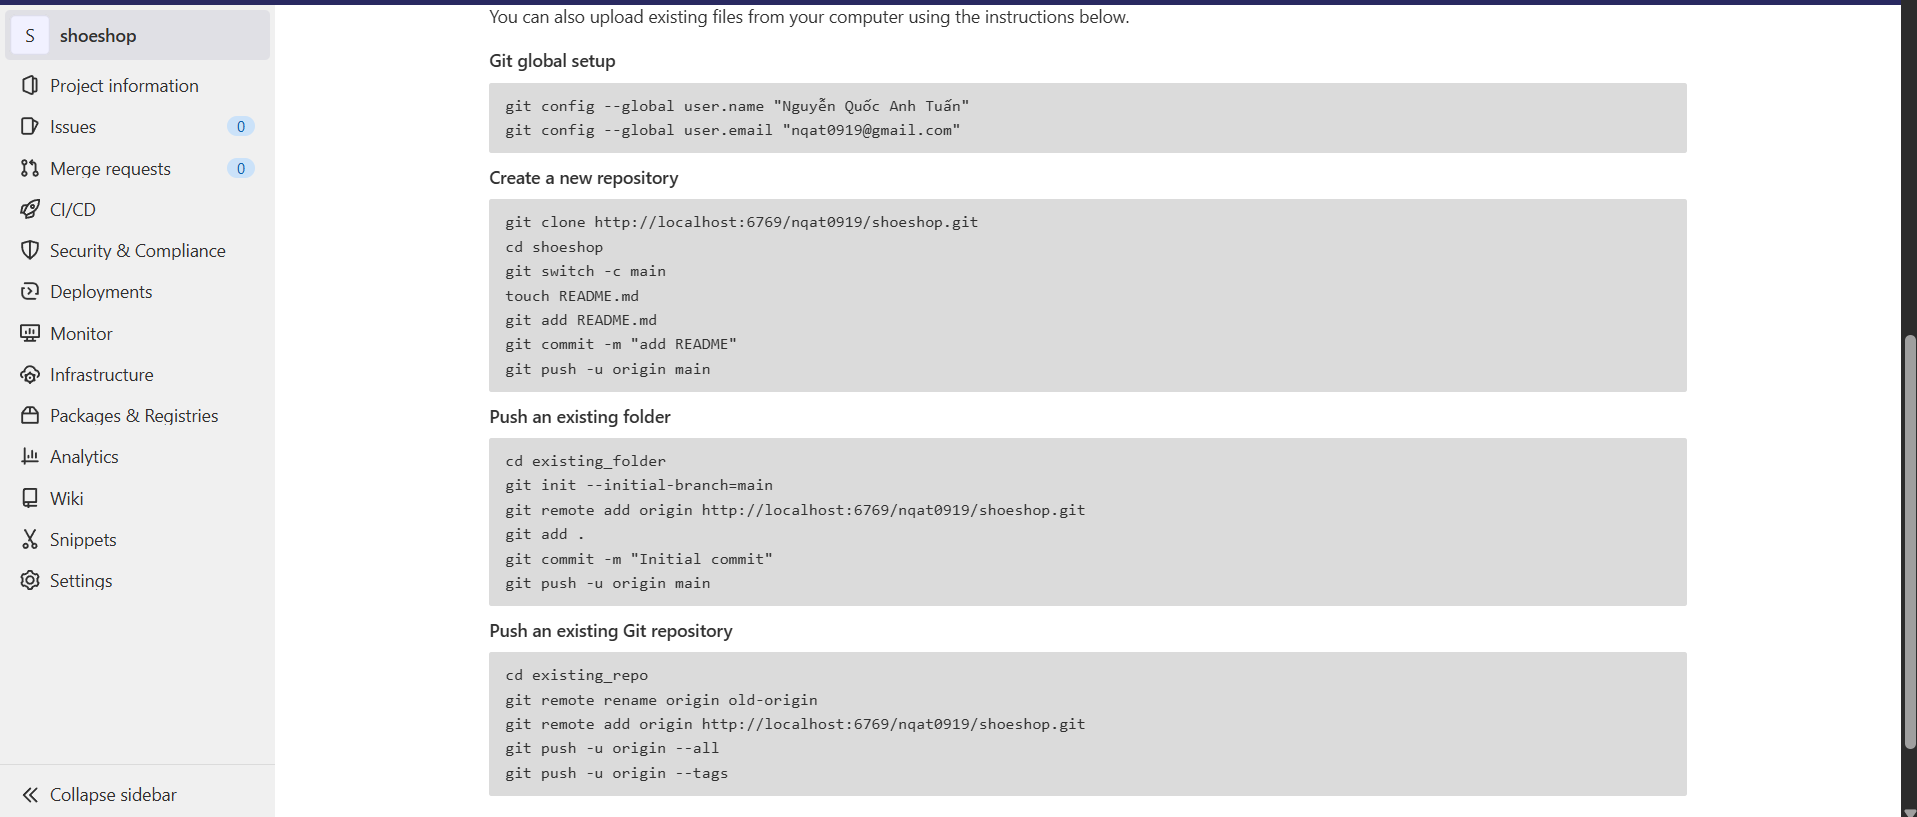 S shoeshop
Project information
Issues 0
Merge requests 0
CI/CD
Security & Compliance
Deployments
Monitor
Infrastructure
Packages & Registries
Analytics
Wiki
Snippets
Settings
Collapse sidebar
You can also upload existing files from your computer using the instructions below.
Git global setup
git config --global user.name "Nguyễn Quốc Anh Tuấn"
git config --global user.email "nqat0919@gmail.com"
Create a new repository
git clone http://localhost:6769/nqat0919/shoeshop.git
cd shoeshop
git switch -c main
touch README.md
git add README.md
git commit -m "add README"
git push -u origin main
Push an existing folder
cd existing_folder
git init --initial-branch=main
git remote add origin http://localhost:6769/nqat0919/shoeshop.git
git add .
git commit -m "Initial commit"
git push -u origin main
Push an existing Git repository
cd existing_repo
git remote rename origin old-origin
git remote add origin http://localhost:6769/nqat0919/shoeshop.git
git push -u origin --all
git push -u origin --tags